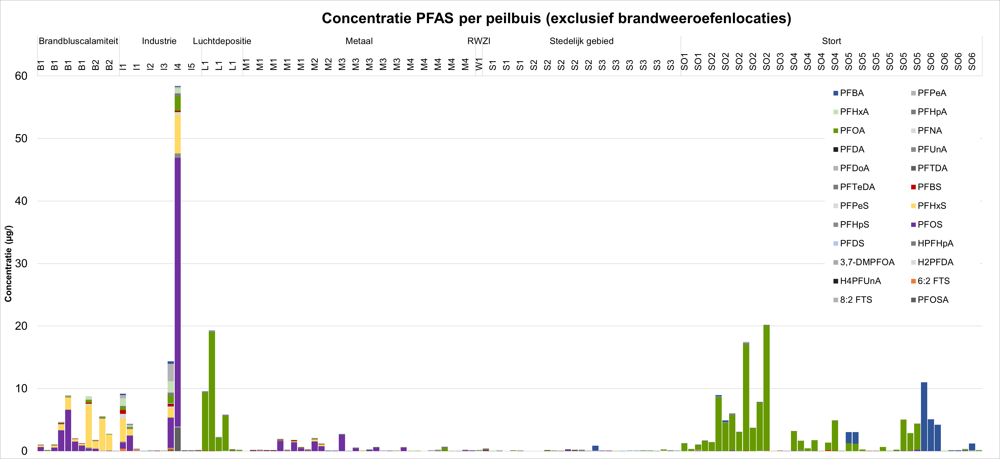 Concentratie PFAS per peilbuis (exclusief brandweeroefenlocaties)
Brandbluscalamiteit Industrie Luchtdepositie Metaal RWZI Stedelijk gebied Stort
B1 B1 B1 B1 B2 B2 I1 I1 I2 I3 I4 I5 L1 L1 L1 M1 M1 M1 M1 M1 M2 M2 M3 M3 M3 M3 M3 M4 M4 M4 M4 M4 W1 S1 S1 S1 S2 S2 S2 S2 S2 S3 S3 S3 S3 S3 S3 SO1 SO1 SO2 SO2 SO2 SO2 SO2 SO3 SO4 SO4 SO4 SO4 SO5 SO5 SO5 SO5 SO5 SO5 SO6 SO6 SO6 SO6
60
50
40
30
20
10
0
Concentratie (µg/)
PFBA PFPeA
PFHxA PFHpA
PFOA PFNA
PFDA PFUnA
PFDoA PFTDA
PFTeDA PFBS
PFPeS PFHxS
PFHpS PFOS
PFDS HPFHpA
3,7-DMPFOA H2PFDA
H4PFUnA 6:2 FTS
8:2 FTS PFOSA